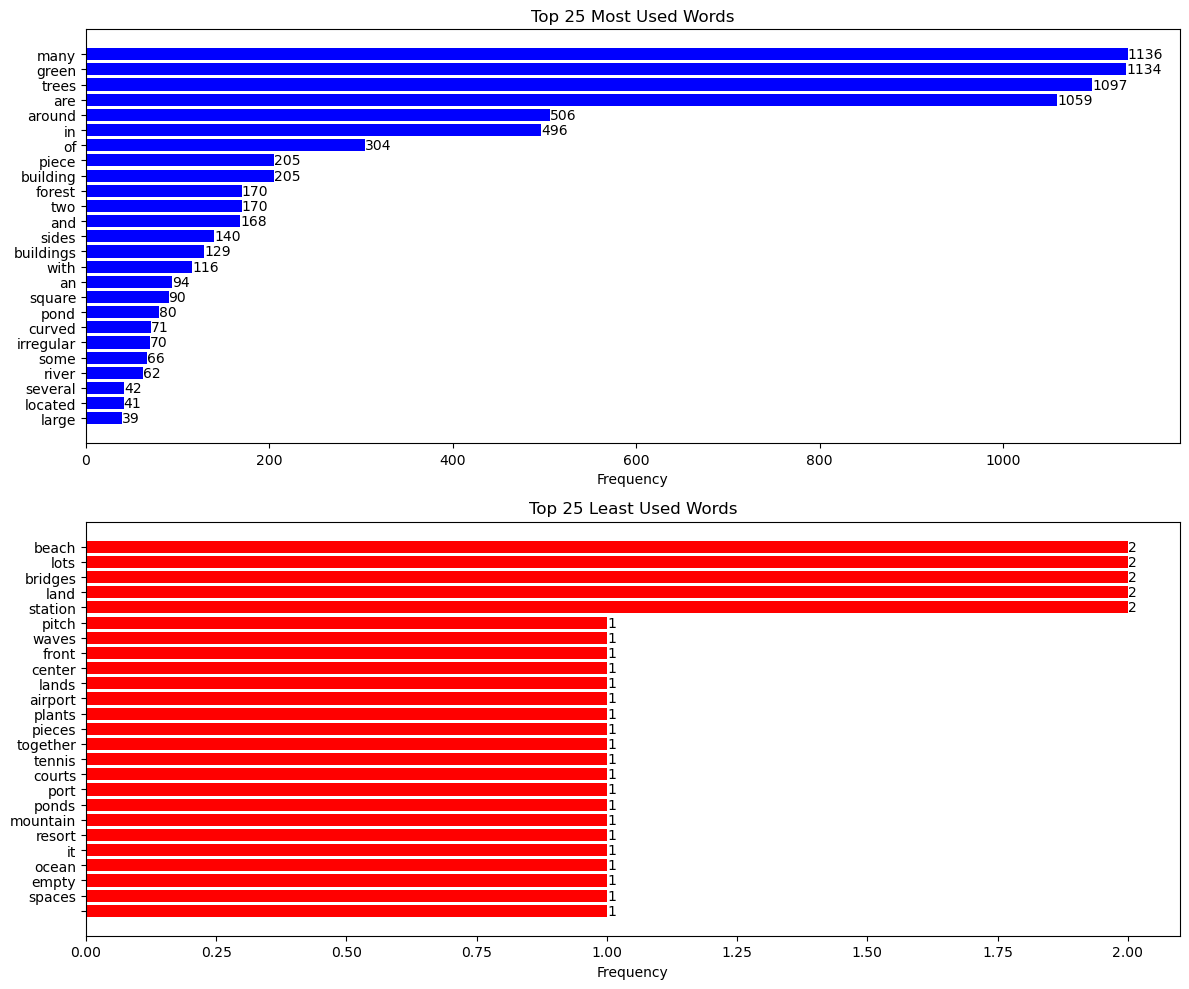 Top 25 Most Used Words
many 1136
green 1134
trees 1097
are 1059
around 506
in 496
of 304
piece 205
building 205
forest 170
two 170
and 168
sides 140
buildings 129
with 116
an 94
square 90
pond 80
curved 71
irregular 70
some 66
river 62
several 42
located 41
large 39
0 200 400 600 800 1000
Frequency
Top 25 Least Used Words
beach 2
lots 2
bridges 2
land 2
station 2
pitch 1
waves 1
front 1
center 1
lands 1
airport 1
plants 1
pieces 1
together 1
tennis 1
courts 1
port 1
ponds 1
mountain 1
resort 1
it 1
ocean 1
empty 1
spaces 1
1
0.00 0.25 0.50 0.75 1.00 1.25 1.50 1.75 2.00
Frequency